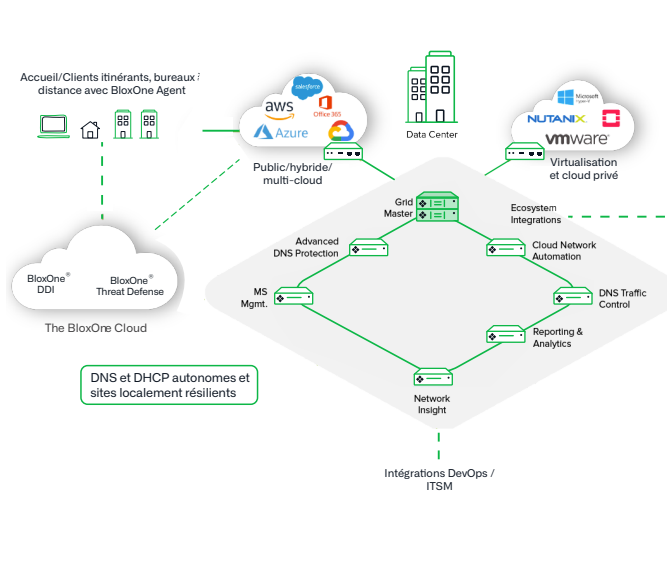 Accueil/Clients itinérants, bureaux à
distance avec BloxOne Agent
salesforce
aws
Office 365
Azure
Public/hybride/
multi-cloud
Data Center
Microsoft
Hyper-V
NUTANIX
vmware
Virtualisation
et cloud privé
Grid
Master
Ecosystem
Integrations
Advanced
DNS Protection
Cloud Network
Automation
BloxOne®
DDI
BloxOne®
Threat Defense
The BloxOne Cloud
MS
Mgmt.
DNS Traffic
Control
Reporting &
Analytics
DNS et DHCP autonomes et
sites localement résilients
Network
Insight
Intégrations DevOps /
ITSM